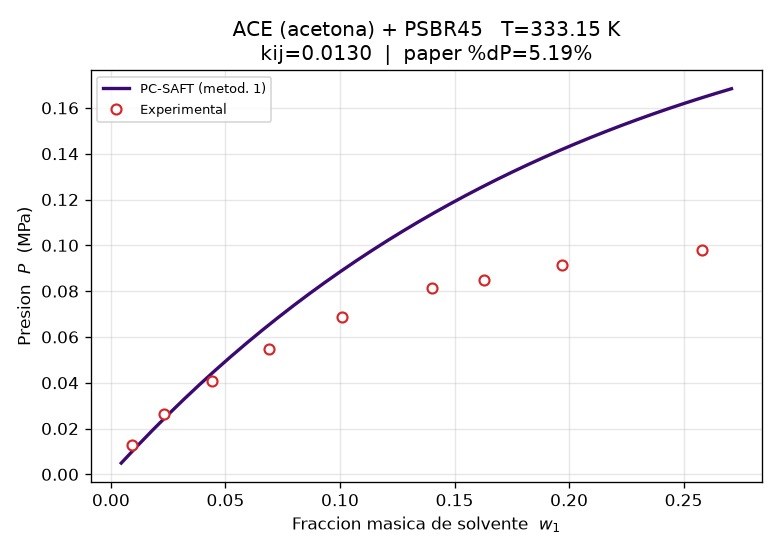 ACE (acetona) + PSBR45   T=333.15 K
kij=0.0130  |  paper %dP=5.19%
PC-SAFT (metod. 1)
Experimental
Presion P (MPa)
0.16
0.14
0.12
0.10
0.08
0.06
0.04
0.02
0.00
0.00 0.05 0.10 0.15 0.20 0.25
Fraccion masica de solvente w₁